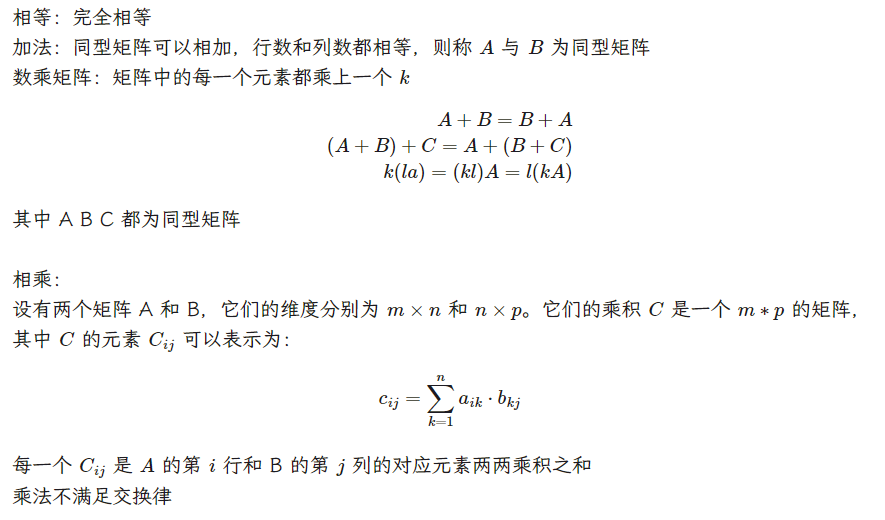 相等：完全相等
加法：同型矩阵可以相加，行数和列数都相等，则称 A 与 B 为同型矩阵
数乘矩阵：矩阵中的每一个元素都乘上一个 k
A + B = B + A
(A + B) + C = A + (B + C)
k(la) = (kl)A = l(kA)
其中 A B C 都为同型矩阵
相乘：
设有两个矩阵 A 和 B，它们的维度分别为 m × n 和 n × p。它们的乘积 C 是一个 m ∗ p 的矩阵，
其中 C 的元素 C_{ij} 可以表示为：
c_{ij} = \sum_{k=1}^{n} a_{ik} · b_{kj}
每一个 C_{ij} 是 A 的第 i 行和 B 的第 j 列的对应元素两两乘积之和
乘法不满足交换律